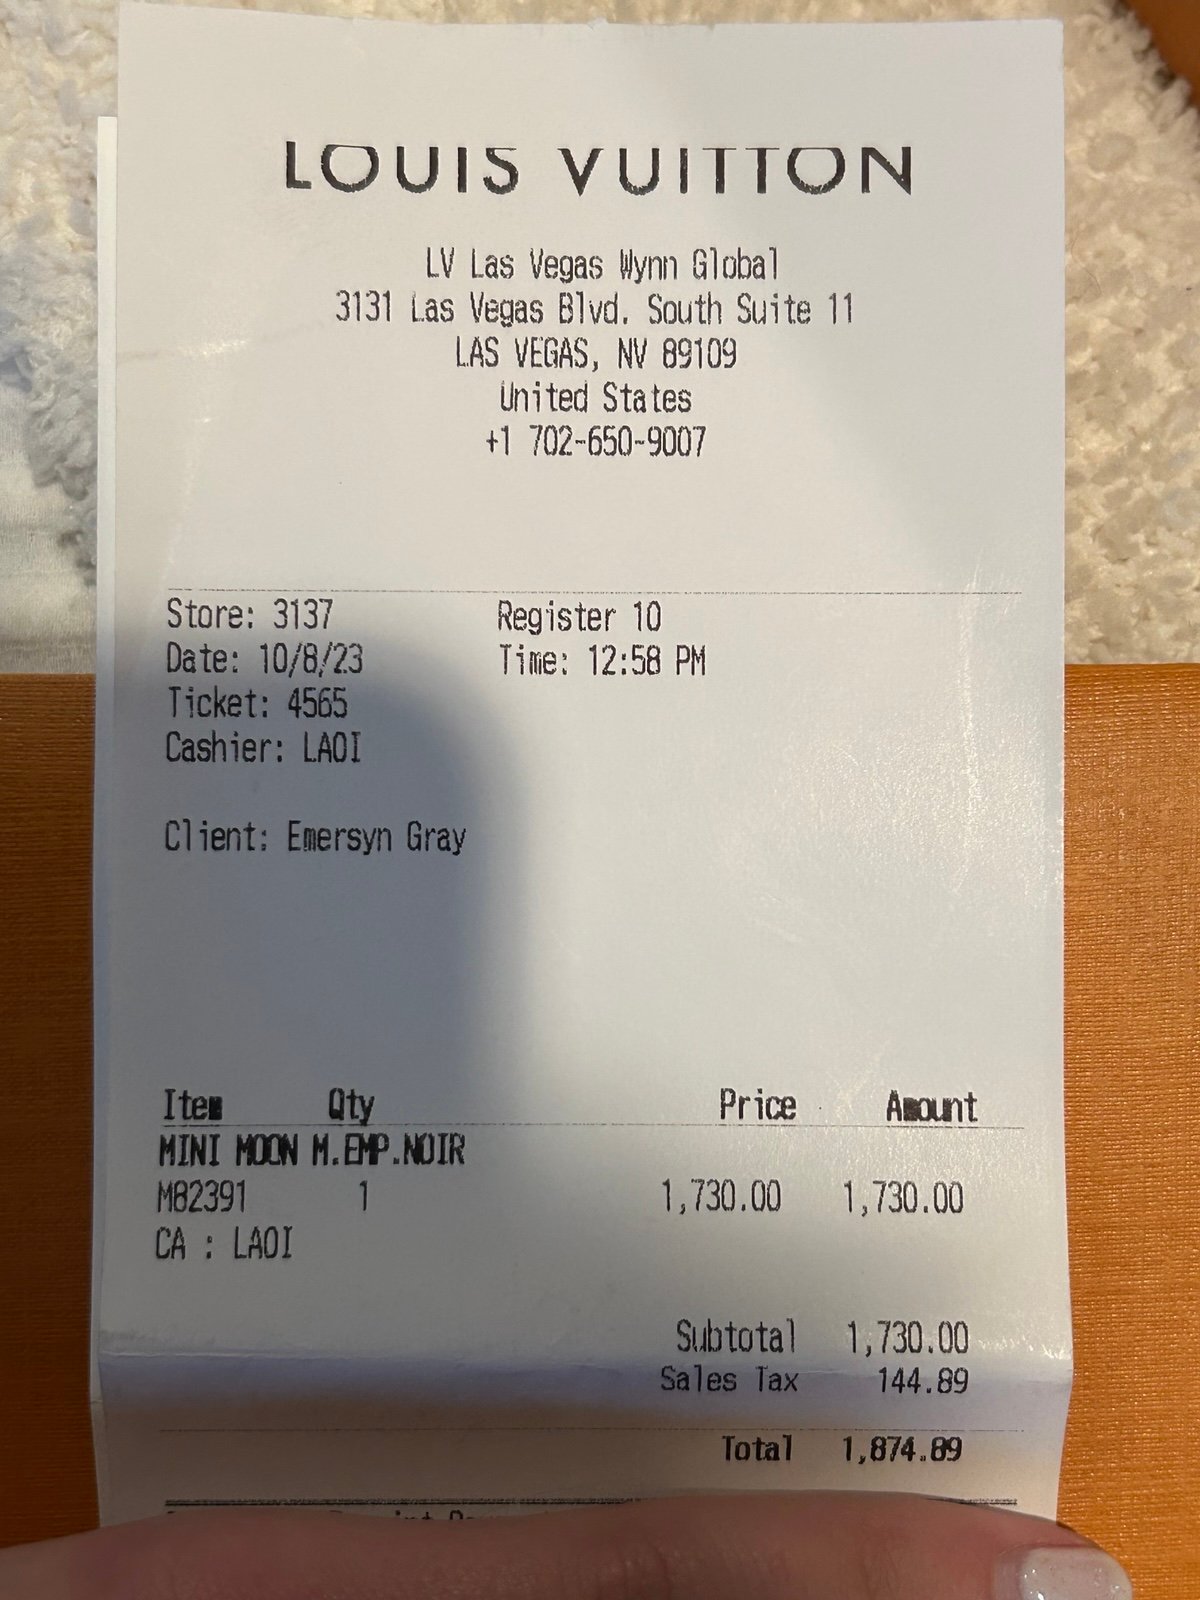 LOUIS VUITTON
LV Las Vegas Wynn Global
3131 Las Vegas Blvd. South Suite 11
LAS VEGAS, NV 89109
United States
+1 702-650-9007
Store: 3137 Register 10
Date: 10/8/23 Time: 12:58 PM
Ticket: 4565
Cashier: LAOI
Client: Emersyn Gray
Item Qty Price Amount
MINI MOON M.EMP.NOIR
M82391 1 1,730.00 1,730.00
CA : LAOI
Subtotal 1,730.00
Sales Tax 144.89
Total 1,874.89